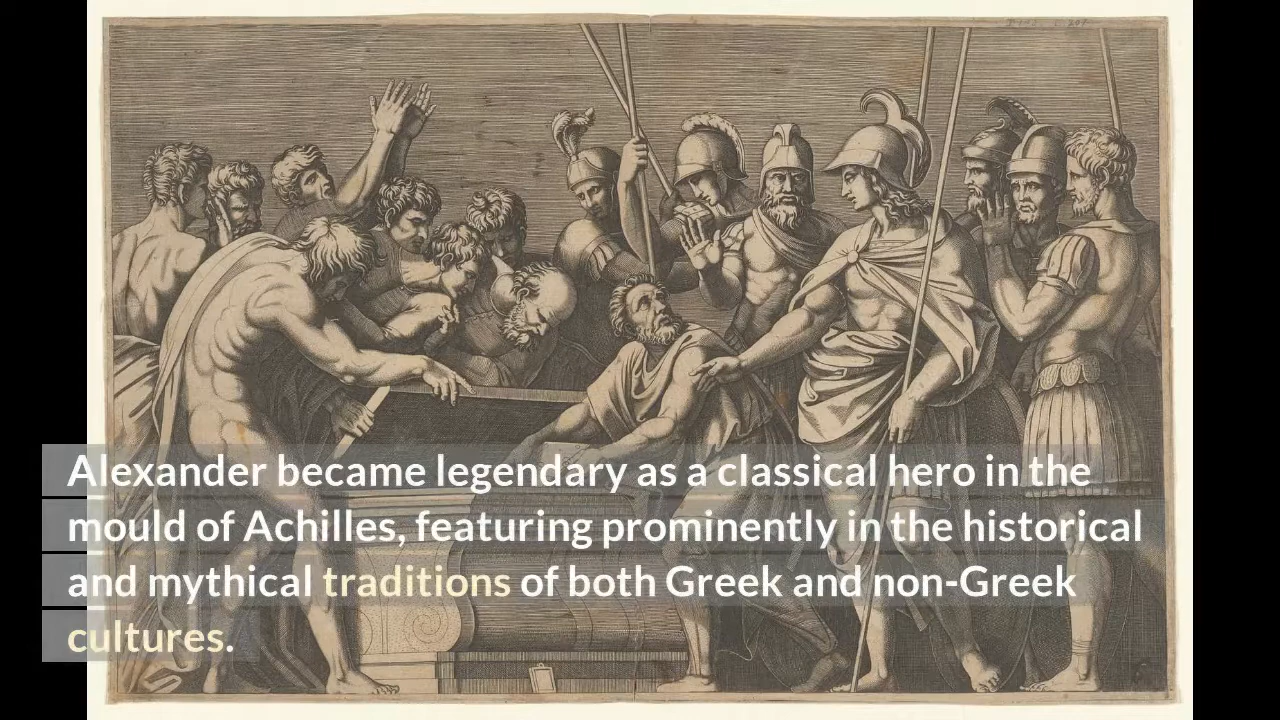 Alexander became legendary as a classical hero in the
mould of Achilles, featuring prominently in the historical
and mythical traditions of both Greek and non-Greek
cultures.